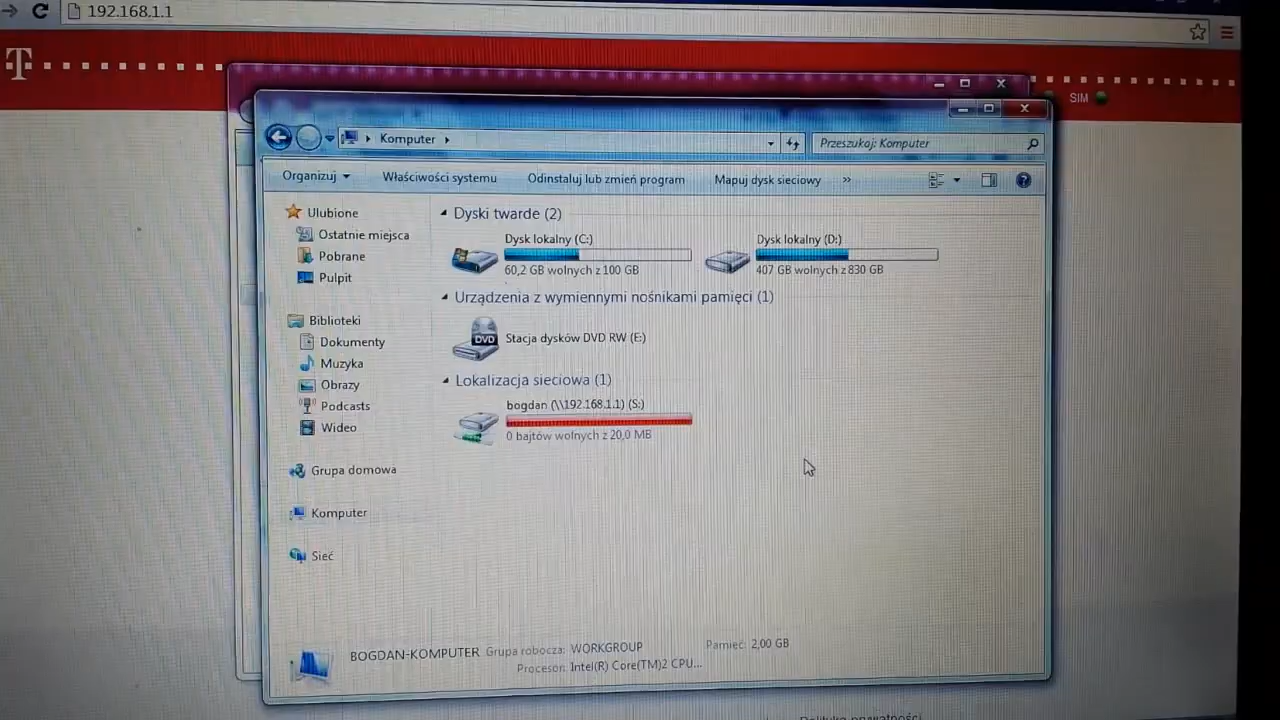 192.168.1.1
T
SIM
Komputer
Przeszukaj: Komputer
Organizuj
Właściwości systemu
Odinstaluj lub zmień program
Mapuj dysk sieciowy
»
Ulubione
Ostatnie miejsca
Pobrane
Pulpit
Biblioteki
Dokumenty
Muzyka
Obrazy
Podcasts
Wideo
Grupa domowa
Komputer
Sieć
Dyski twarde (2)
Dysk lokalny (C:)
60,2 GB wolnych z 100 GB
Dysk lokalny (D:)
407 GB wolnych z 830 GB
Urządzenia z wymiennymi nośnikami pamięci (1)
DVD
Stacja dysków DVD RW (E:)
Lokalizacja sieciowa (1)
bogdan (\\192.168.1.1) (S:)
0 bajtów wolnych z 20,0 MB
BOGDAN-KOMPUTER Grupa robocza: WORKGROUP Pamięć: 2,00 GB
Procesor: Intel(R) Core(TM)2 CPU...
Polityka prywatności